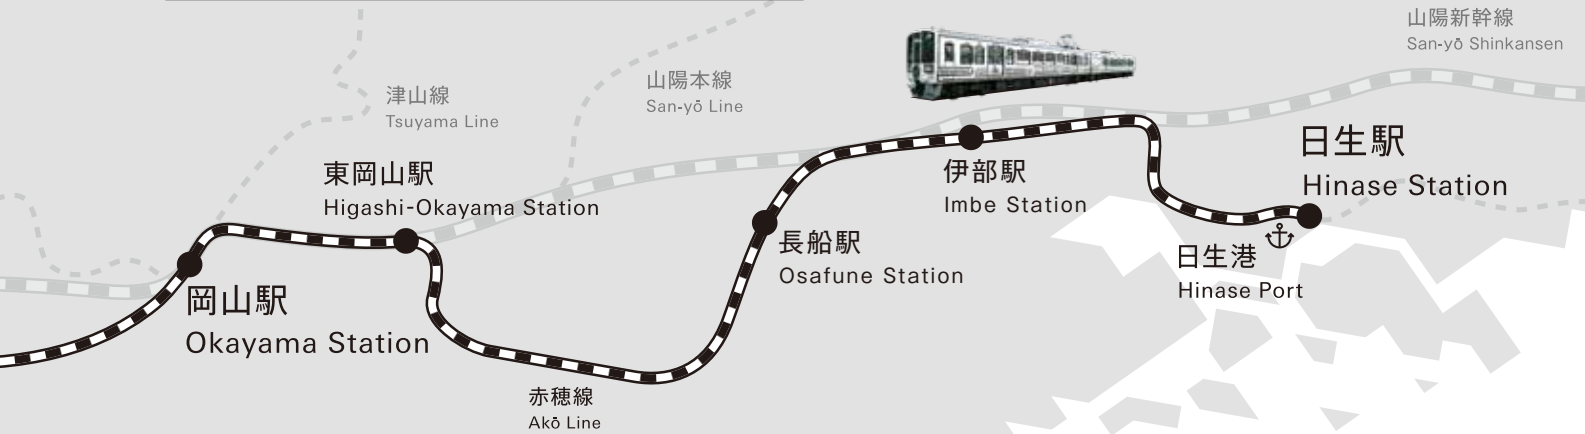 山陽新幹線
San-yō Shinkansen
山陽本線
San-yō Line
津山線
Tsuyama Line
日生駅
Hinase Station
東岡山駅
Higashi-Okayama Station
伊部駅
Imbe Station
長船駅
Osafune Station
日生港
Hinase Port
岡山駅
Okayama Station
赤穂線
Akō Line